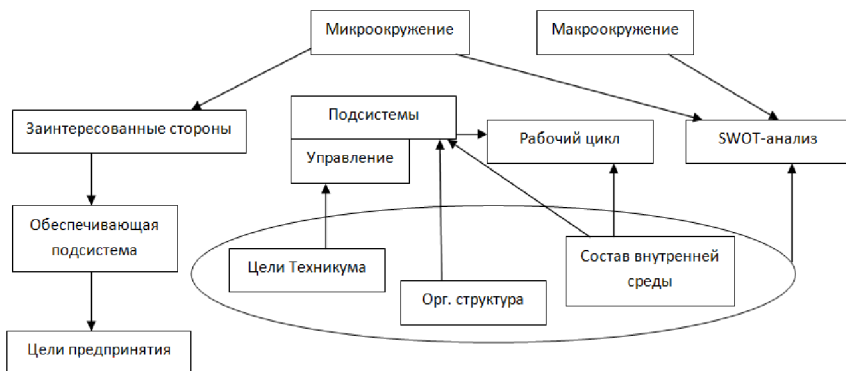 Микроокружение
Макроокружение
Заинтересованные стороны
Подсистемы
Управление
Рабочий цикл
SWOT-анализ
Обеспечивающая
подсистема
Цели Техникума
Орг. структура
Состав внутренней
среды
Цели предприятия